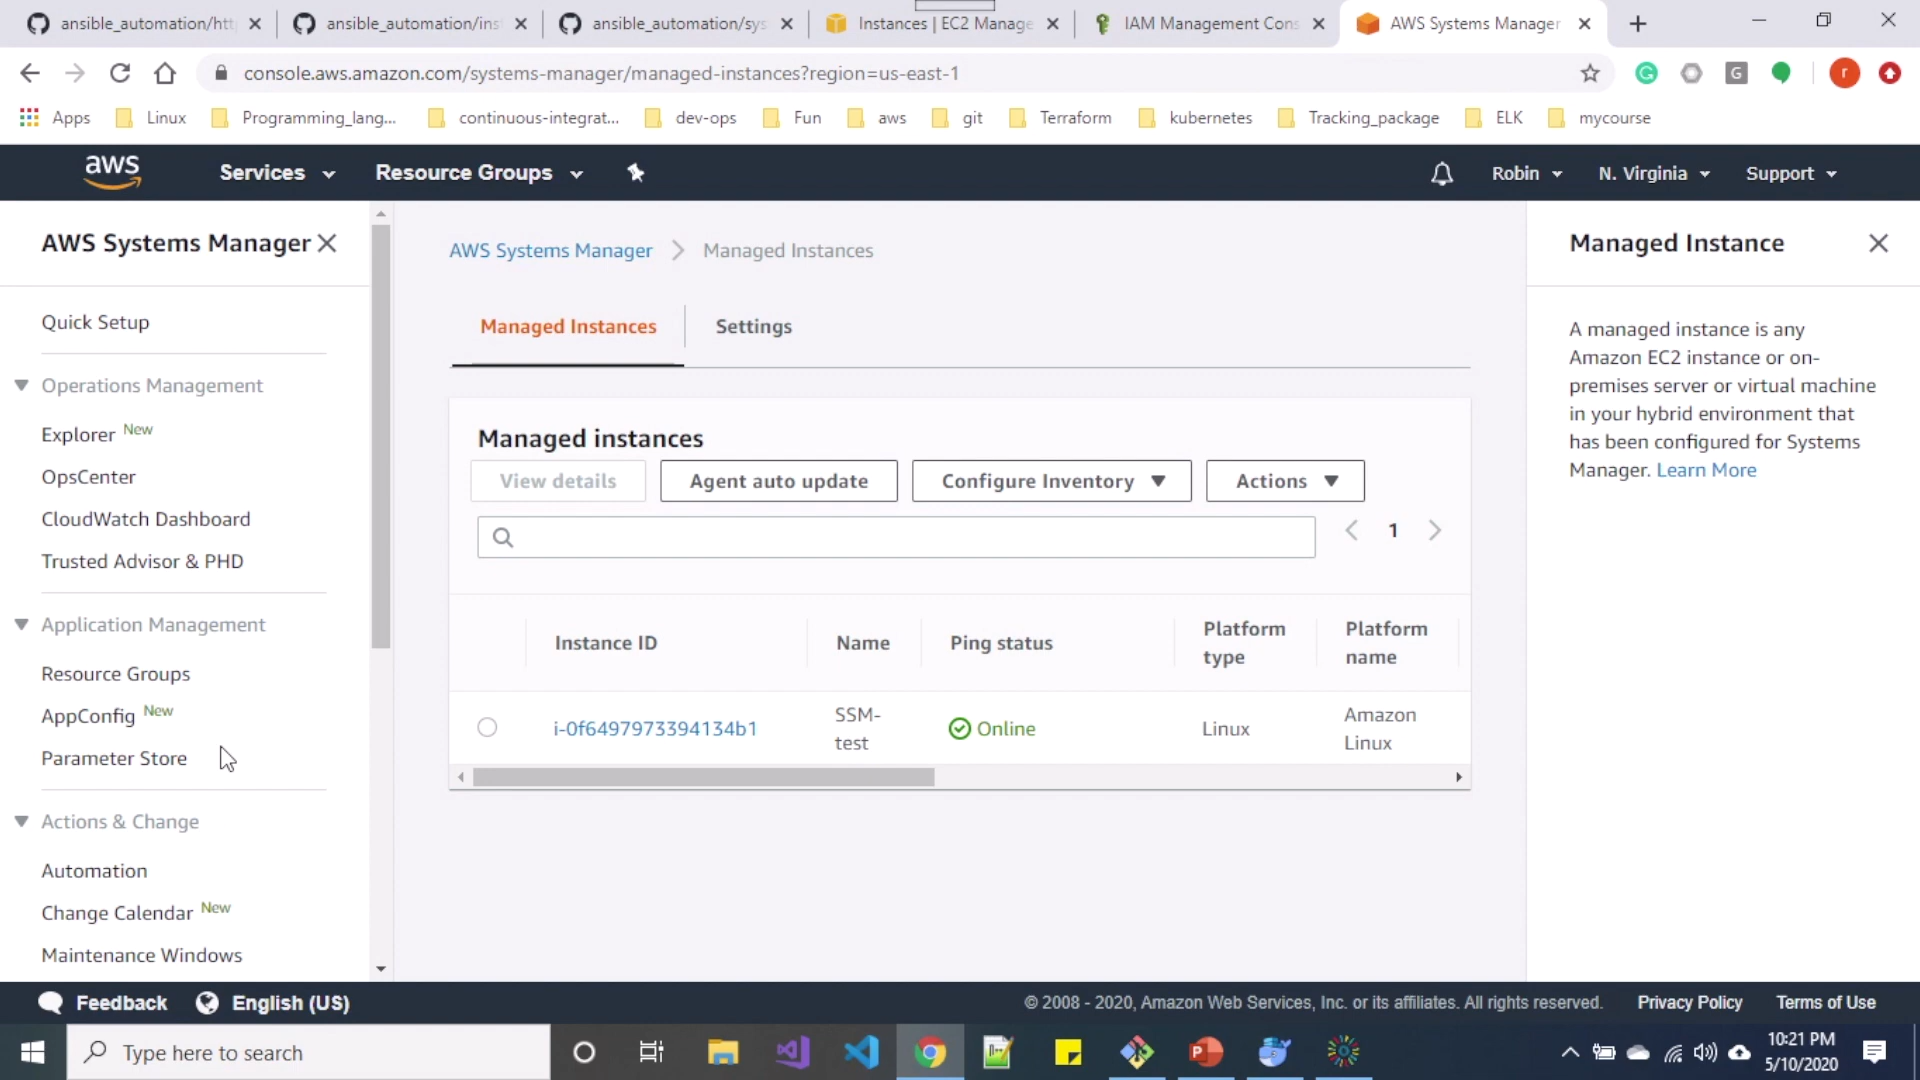 ansible_automation/htt
ansible_automation/ins
ansible_automation/sys
Instances | EC2 Manage
IAM Management Cons
AWS Systems Manager
console.aws.amazon.com/systems-manager/managed-instances?region=us-east-1
G
r
Apps
Linux
Programming_lang...
continuous-integrat...
dev-ops
Fun
aws
git
Terraform
kubernetes
Tracking_package
ELK
mycourse
aws
Services
Resource Groups
Robin
N. Virginia
Support
AWS Systems Manager
Quick Setup
Operations Management
Explorer New
OpsCenter
CloudWatch Dashboard
Trusted Advisor & PHD
Application Management
Resource Groups
AppConfig New
Parameter Store
Actions & Change
Automation
Change Calendar New
Maintenance Windows
AWS Systems Manager > Managed Instances
Managed Instances
Settings
Managed instances
View details
Agent auto update
Configure Inventory
Actions
1
Instance ID
Name
Ping status
Platform type
Platform name
i-0f6497973394134b1
SSM-test
Online
Linux
Amazon Linux
Managed Instance
A managed instance is any
Amazon EC2 instance or on-
premises server or virtual machine
in your hybrid environment that
has been configured for Systems
Manager. Learn More
Feedback
English (US)
© 2008 - 2020, Amazon Web Services, Inc. or its affiliates. All rights reserved.
Privacy Policy
Terms of Use
Type here to search
10:21 PM
5/10/2020